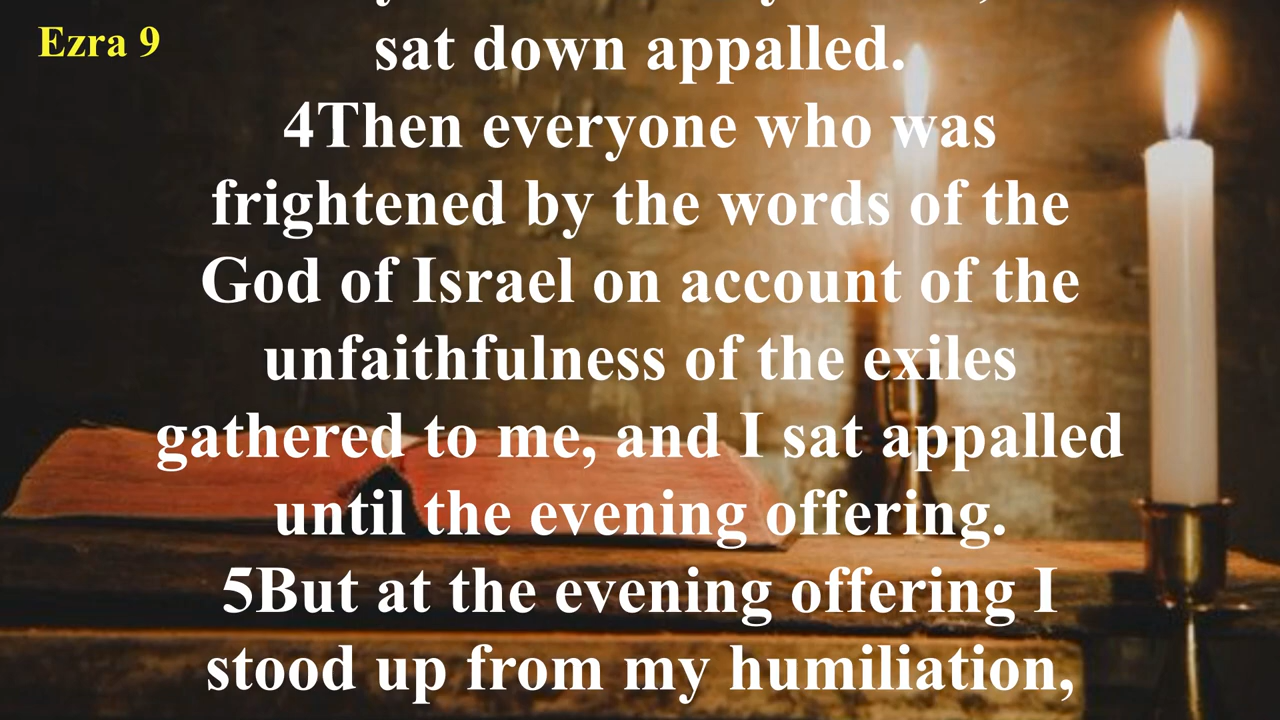 Ezra 9
sat down appalled.
4Then everyone who was
frightened by the words of the
God of Israel on account of the
unfaithfulness of the exiles
gathered to me, and I sat appalled
until the evening offering.
5But at the evening offering I
stood up from my humiliation,